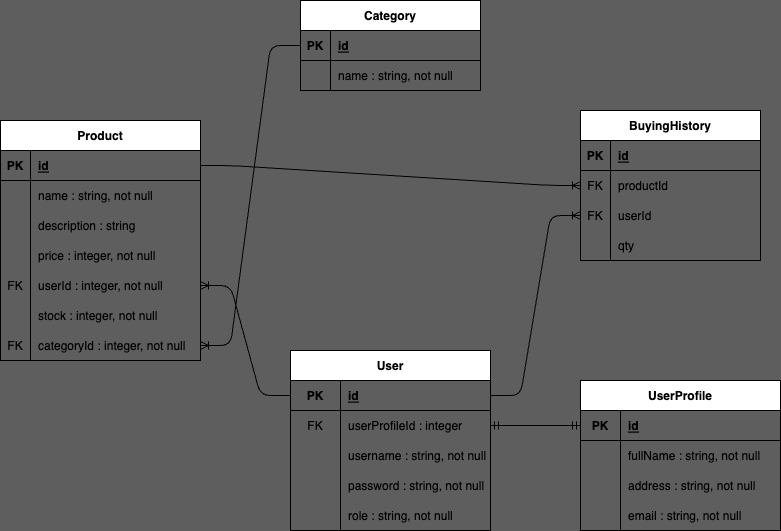 Category
PK id
name : string, not null
Product
PK id
name : string, not null
description : string
price : integer, not null
FK userId : integer, not null
stock : integer, not null
FK categoryId : integer, not null
BuyingHistory
PK id
FK productId
FK userId
qty
User
PK id
FK userProfileId : integer
username : string, not null
password : string, not null
role : string, not null
UserProfile
PK id
fullName : string, not null
address : string, not null
email : string, not null